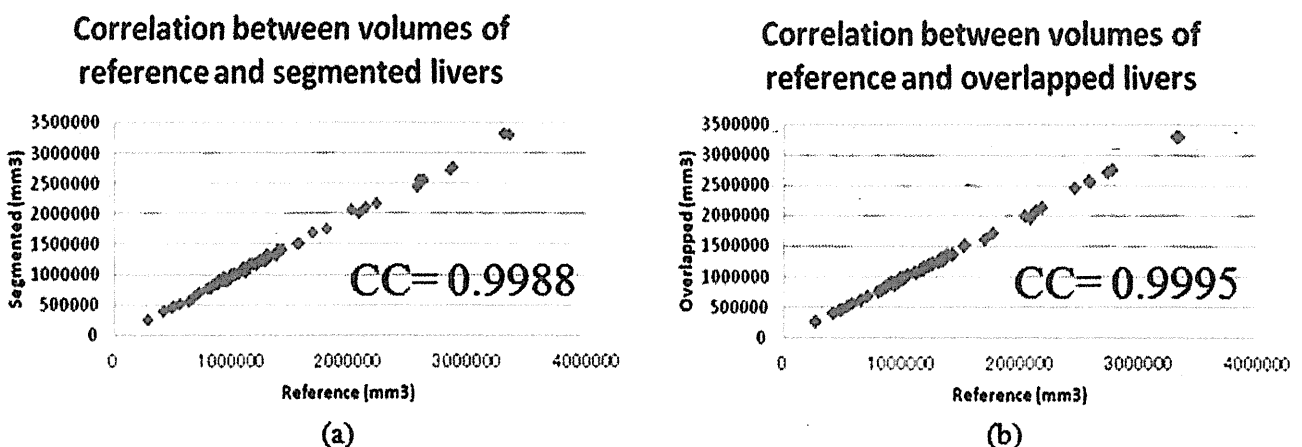 Correlation between volumes of
reference and segmented livers
3500000
3000000
2500000
2000000
1500000
1000000
500000
0
Segmented (mm3)
CC= 0.9988
0 1000000 2000000 3000000 4000000
Reference (mm3)
(a)
Correlation between volumes of
reference and overlapped livers
3500000
3000000
2500000
2000000
1500000
1000000
500000
0
Overlapped (mm3)
CC= 0.9995
0 1000000 2000000 3000000 4000000
Reference (mm3)
(b)